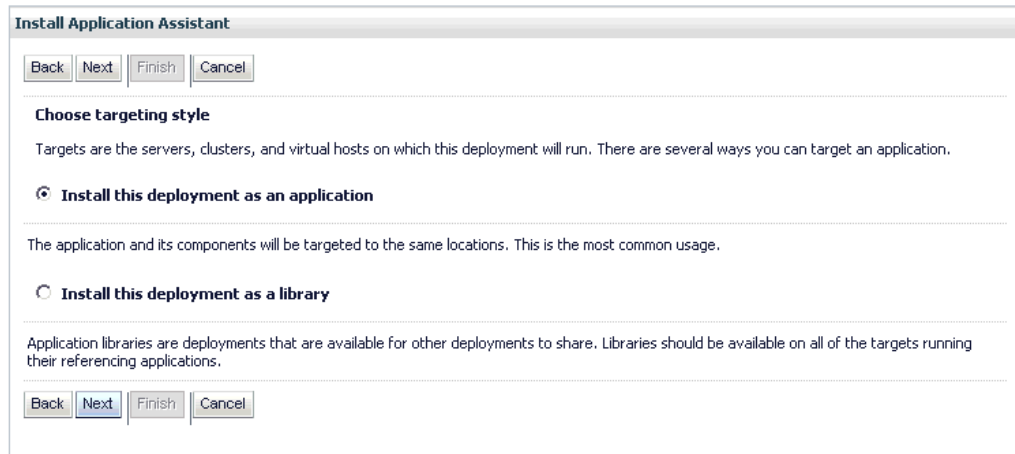 Install Application Assistant
Back Next Finish Cancel
Choose targeting style
Targets are the servers, clusters, and virtual hosts on which this deployment will run. There are several ways you can target an application.
Install this deployment as an application
The application and its components will be targeted to the same locations. This is the most common usage.
Install this deployment as a library
Application libraries are deployments that are available for other deployments to share. Libraries should be available on all of the targets running
their referencing applications.
Back Next Finish Cancel